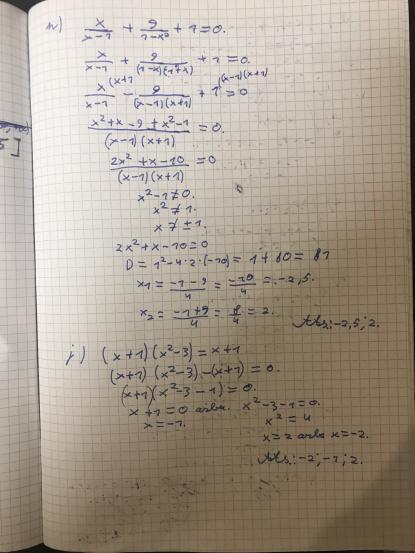 n) x/(x-1) + 9/(1-x²) + 1 = 0.
x/(x-1) + 9/((1-x)(1+x)) + 1 = 0.
x/(x-1) (x+1 - 9/((x-1)(x+1)) + 1 (x-1)(x+1) = 0
(x²+x-9+x²-1)/((x-1)(x+1)) = 0.
(2x²+x-10)/((x-1)(x+1)) = 0
x²-1≠0.
x²≠1.
x≠±1.
2x²+x-10=0
D = 1²-4·2·(-10) = 1+80 = 81
x1 = (-1-9)/4 = -10/4 = -2,5.
x2 = (-1+9)/4 = 8/4 = 2.
Ats.: -2,5; 2.
j) (x+1)(x²-3) = x+1
(x+1)(x²-3)-(x+1) = 0.
(x+1)(x²-3-1) = 0.
x+1=0 arba x²-3-1=0.
x=-1. x²=4
x=2 arba x=-2.
Ats.: -2; -1; 2.
5]